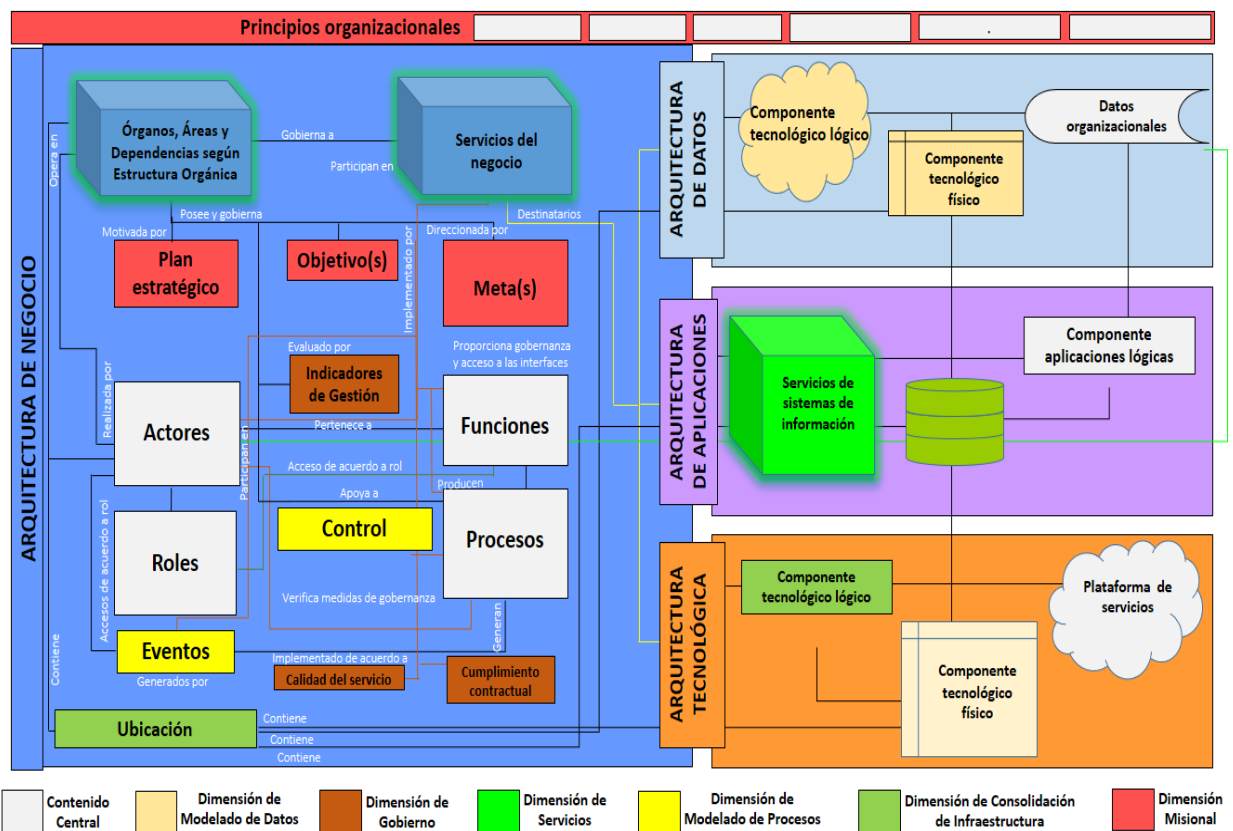 Principios organizacionales
.
ARQUITECTURA DE NEGOCIO
Órganos, Áreas y
Dependencias según
Estructura Orgánica
Servicios del
negocio
Gobierna a
Participan en
Opera en
Posee y gobierna
Destinatarios
Motivada por
Direccionada por
Implementado por
Plan
estratégico
Objetivo(s)
Meta(s)
Evaluado por
Proporciona gobernanza
y acceso a las interfaces
Indicadores
de Gestión
Realizada por
Actores
Funciones
Pertenece a
Participan en
Acceso de acuerdo a rol
Producen
Apoya a
Control
Procesos
Roles
Accesos de acuerdo a rol
Verifica medidas de gobernanza
Generan
Eventos
Generados por
Implementado de acuerdo a
Calidad del servicio
Cumplimiento
contractual
Contiene
Ubicación
Contiene
Contiene
Contiene
ARQUITECTURA
DE DATOS
Componente
tecnológico lógico
Componente
tecnológico
físico
Datos
organizacionales
ARQUITECTURA
DE APLICACIONES
Servicios de
sistemas de
información
Componente
aplicaciones lógicas
ARQUITECTURA
TECNOLÓGICA
Componente
tecnológico lógico
Plataforma de
servicios
Componente
tecnológico
físico
Contenido
Central
Dimensión de
Modelado de Datos
Dimensión de
Gobierno
Dimensión de
Servicios
Dimensión de
Modelado de Procesos
Dimensión de Consolidación
de Infraestructura
Dimensión
Misional